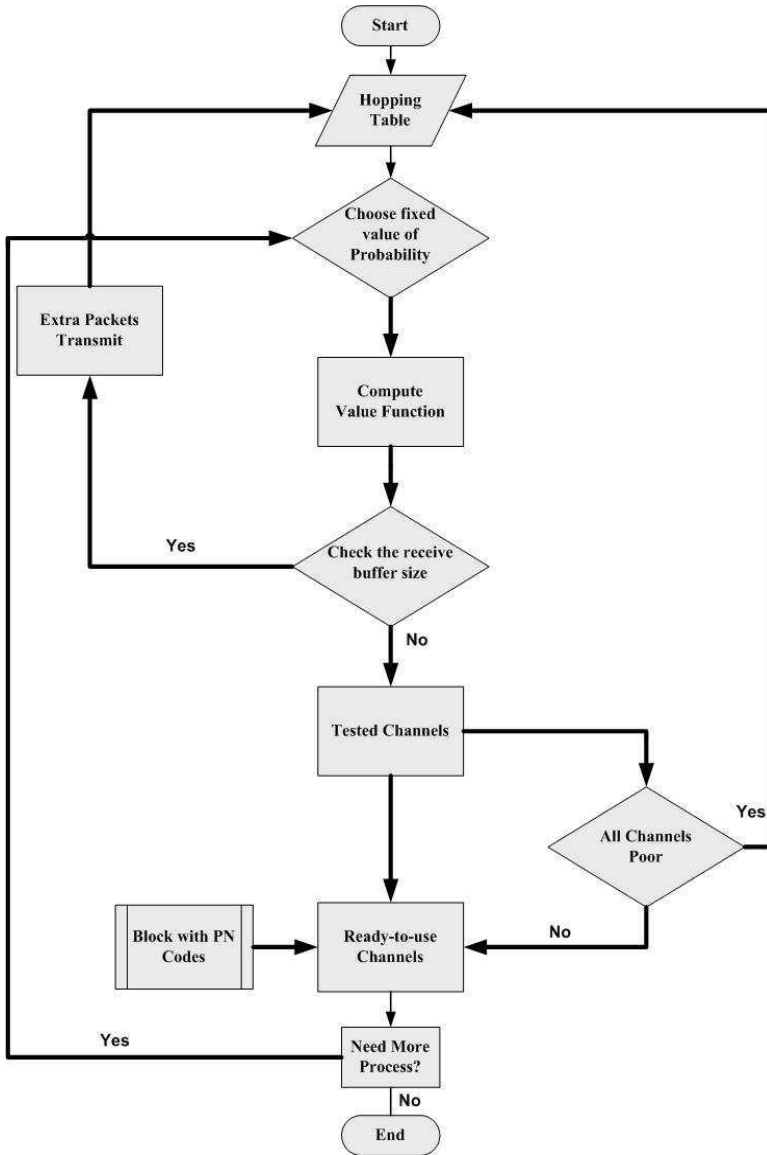 Start
Hopping
Table
Choose fixed
value of
Probability
Extra Packets
Transmit
Compute
Value Function
Yes
Check the receive
buffer size
No
Tested Channels
All Channels
Poor
Yes
Block with PN
Codes
Ready-to-use
Channels
No
Yes
Need More
Process?
No
End